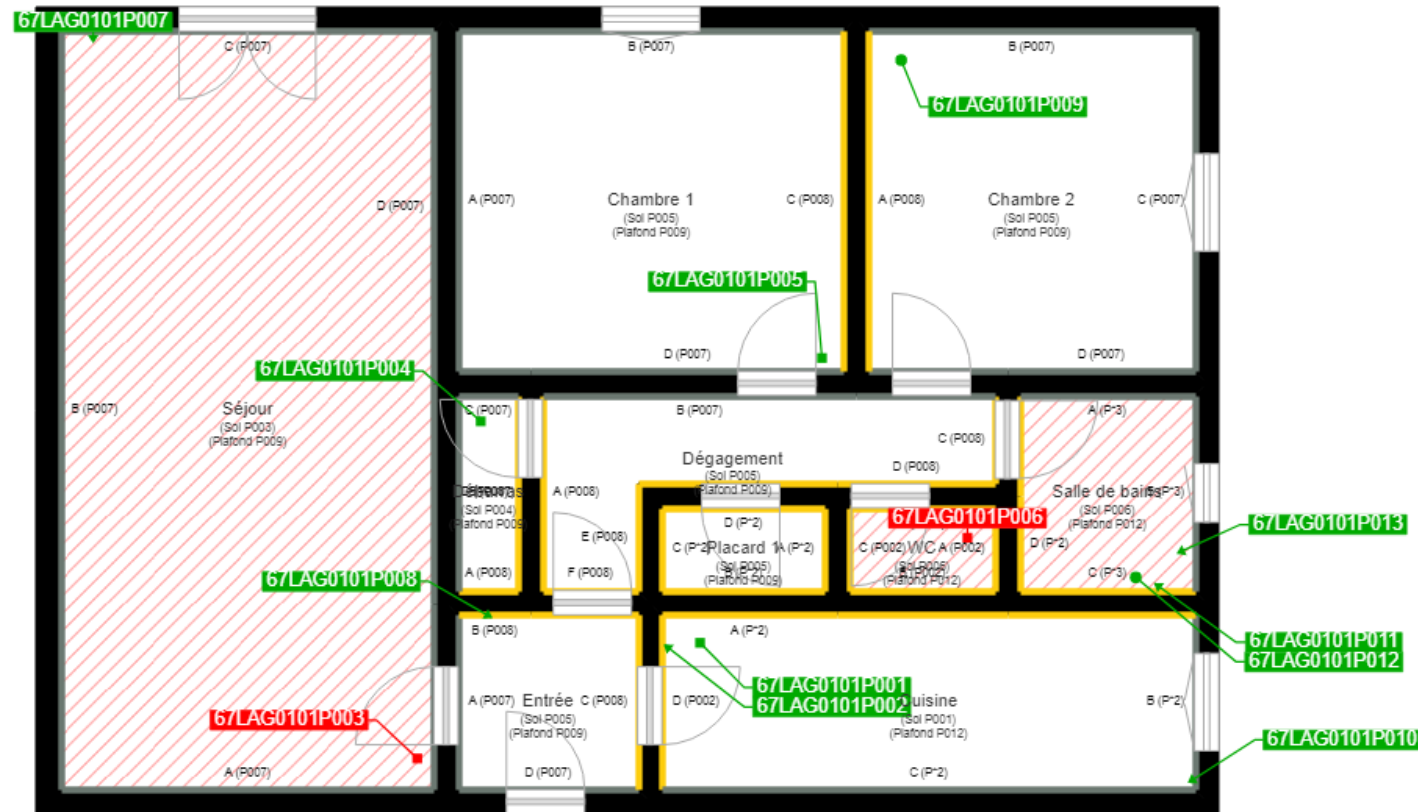 67LAG0101P007
C (P007)
B (P007)
B (P007)
67LAG0101P009
A (P007)
Chambre 1
(Sol P005)
(Plafond P009)
C (P008)
A (P008)
Chambre 2
(Sol P005)
(Plafond P009)
C (P007)
D (P007)
67LAG0101P005
D (P007)
D (P007)
67LAG0101P004
B (P007)
Séjour
(Sol P003)
(Plafond P009)
C (P007)
B (P007)
A (P*3)
C (P008)
D (P008)
Dégagement
(Sol P005)
(Plafond P009)
A (P008)
(Sol P004)
(Plafond P009)
Salle de bains
(Sol P006)
(Plafond P012)
67LAG0101P006
67LAG0101P013
D (P*2)
C (P*2)
Placard 1
A (P*2)
(Sol P005)
(Plafond P009)
C (P002)
WC
A (P002)
(Plafond P012)
E (P008)
D (P*2)
A (P008)
F (P008)
C (P*3)
67LAG0101P008
67LAG0101P011
67LAG0101P012
B (P008)
A (P*2)
67LAG0101P001
67LAG0101P002
A (P007)
Entrée
(Sol P005)
(Plafond P009)
C (P008)
D (P002)
(Sol P001)
(Plafond P012)
B (P*2)
67LAG0101P003
67LAG0101P010
A (P007)
D (P007)
C (P*2)